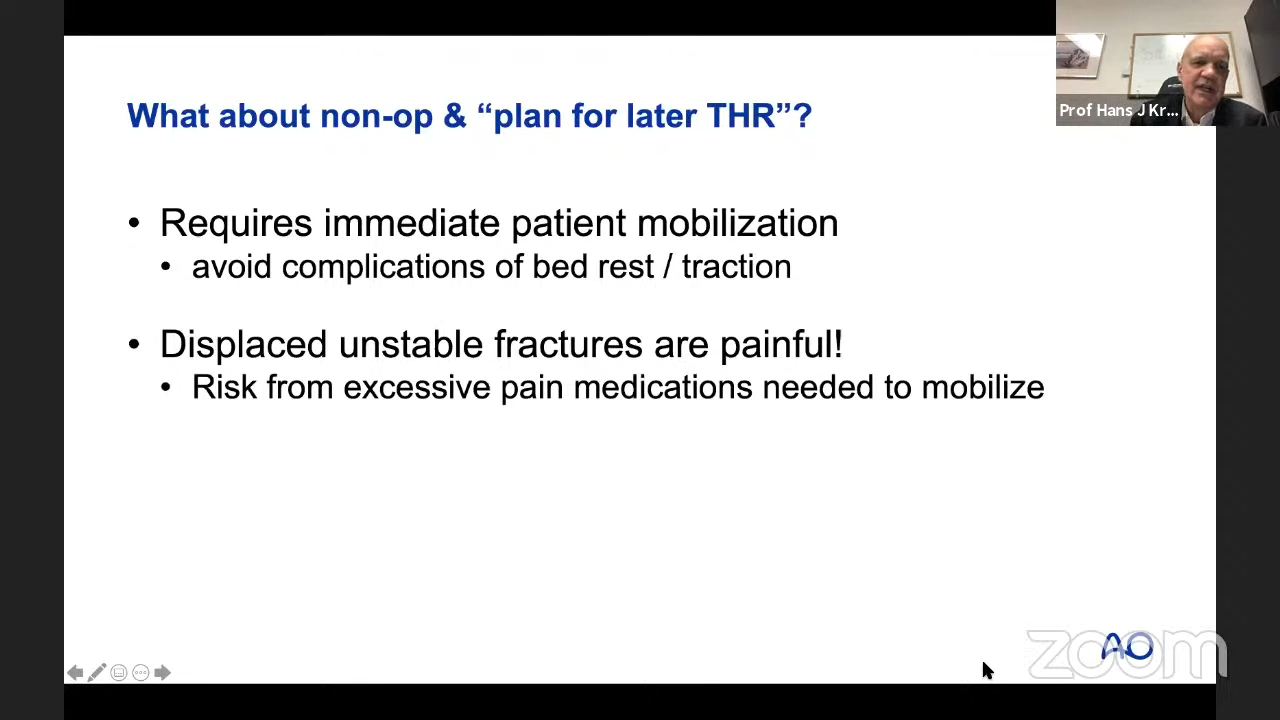 What about non-op & “plan for later THR”?
Prof Hans J Kr...
• Requires immediate patient mobilization
• avoid complications of bed rest / traction
• Displaced unstable fractures are painful!
• Risk from excessive pain medications needed to mobilize
AO
zoom